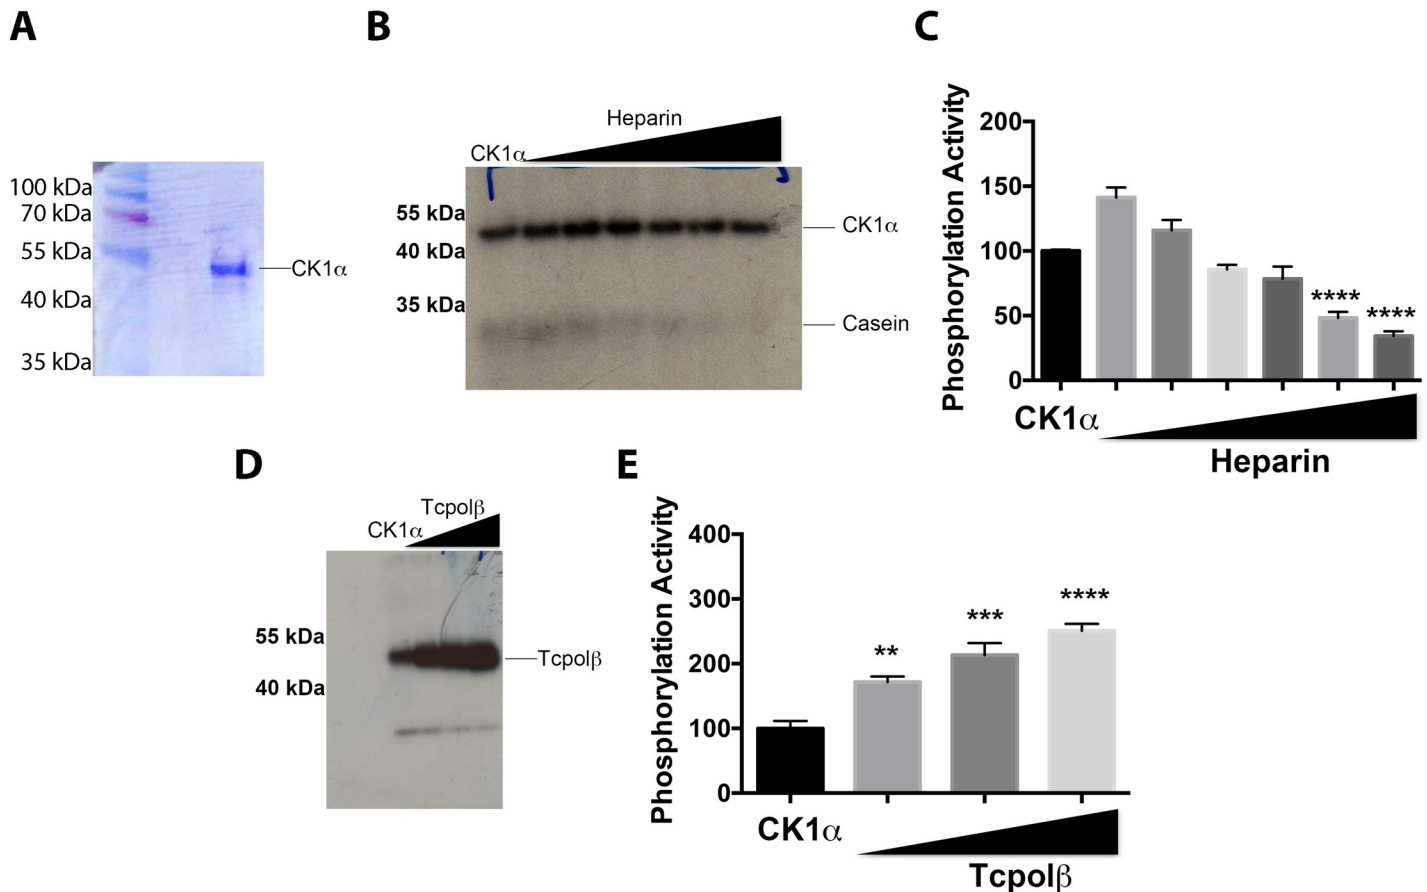 A
100 kDa
70 kDa
55 kDa
40 kDa
35 kDa
CK1α
B
Heparin
CK1α
55 kDa
40 kDa
35 kDa
CK1α
Casein
C
Phosphorylation Activity
200
150
100
50
0
****
****
CK1α
Heparin
D
Tcpolβ
CK1α
55 kDa
40 kDa
Tcpolβ
E
Phosphorylation Activity
400
300
200
100
0
**
***
****
CK1α
Tcpolβ